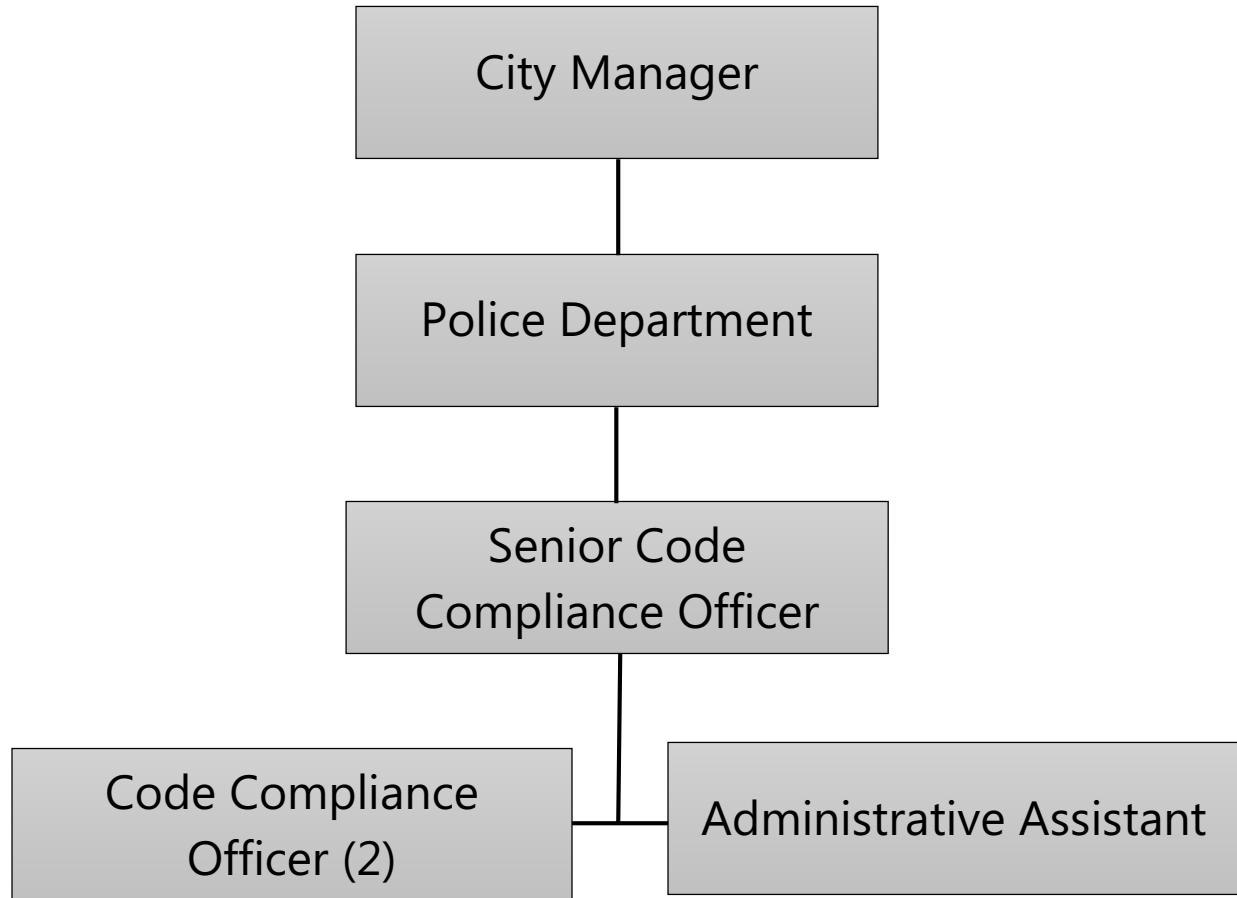 City Manager
Police Department
Senior Code
Compliance Officer
Code Compliance
Officer (2)
Administrative Assistant